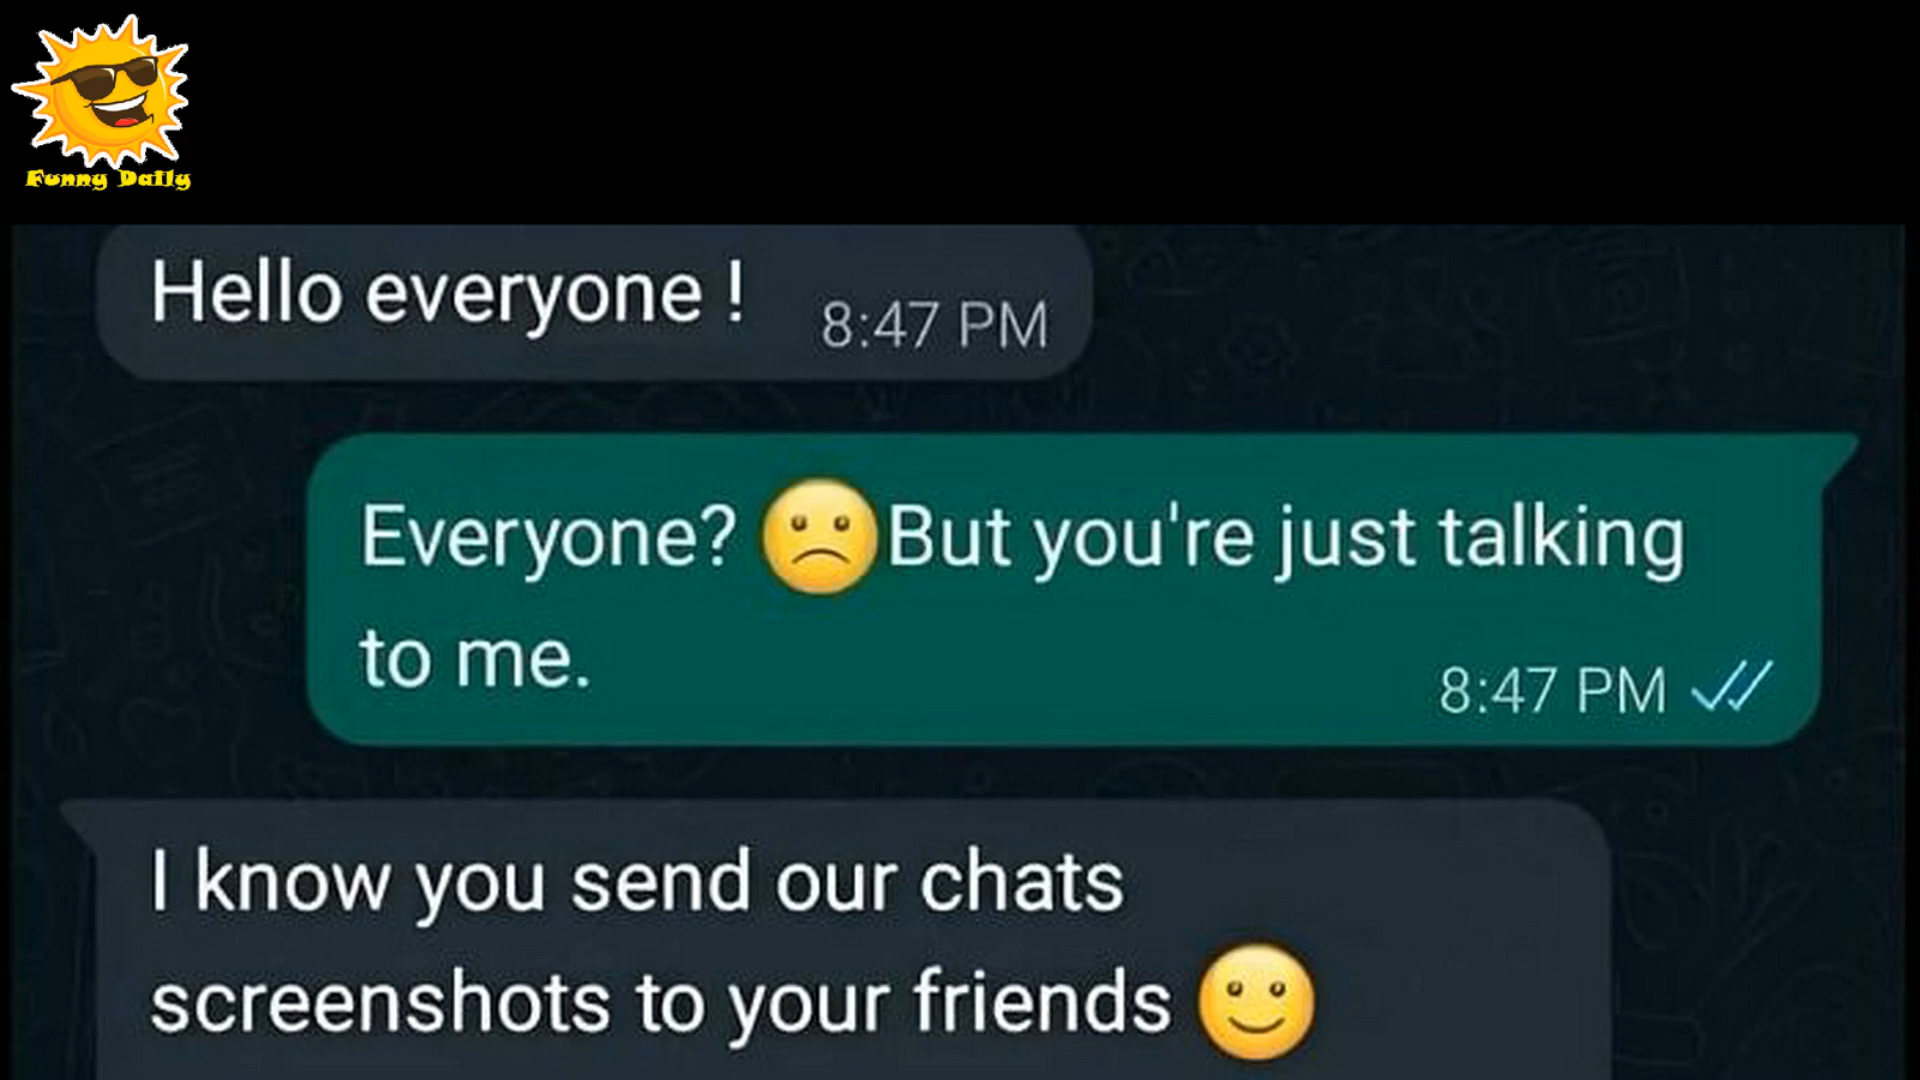 Funny Daily
Hello everyone !
8:47 PM
Everyone? 🙁But you're just talking
to me.
8:47 PM
I know you send our chats
screenshots to your friends 🙂